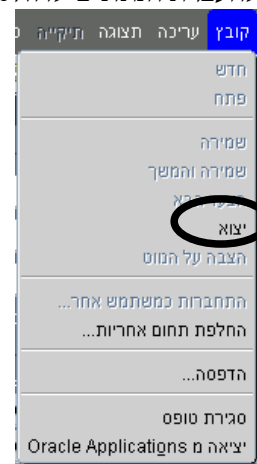 קובץ עריכה תצוגה תיקייה
חדש
פתח
שמירה
שמירה והמשך
יצוא
הצבה על המוט
התחברות כמשתמש אחר...
החלפת תחום אחריות...
הדפסה...
סגירת טופס
יציאה מ Oracle Applications